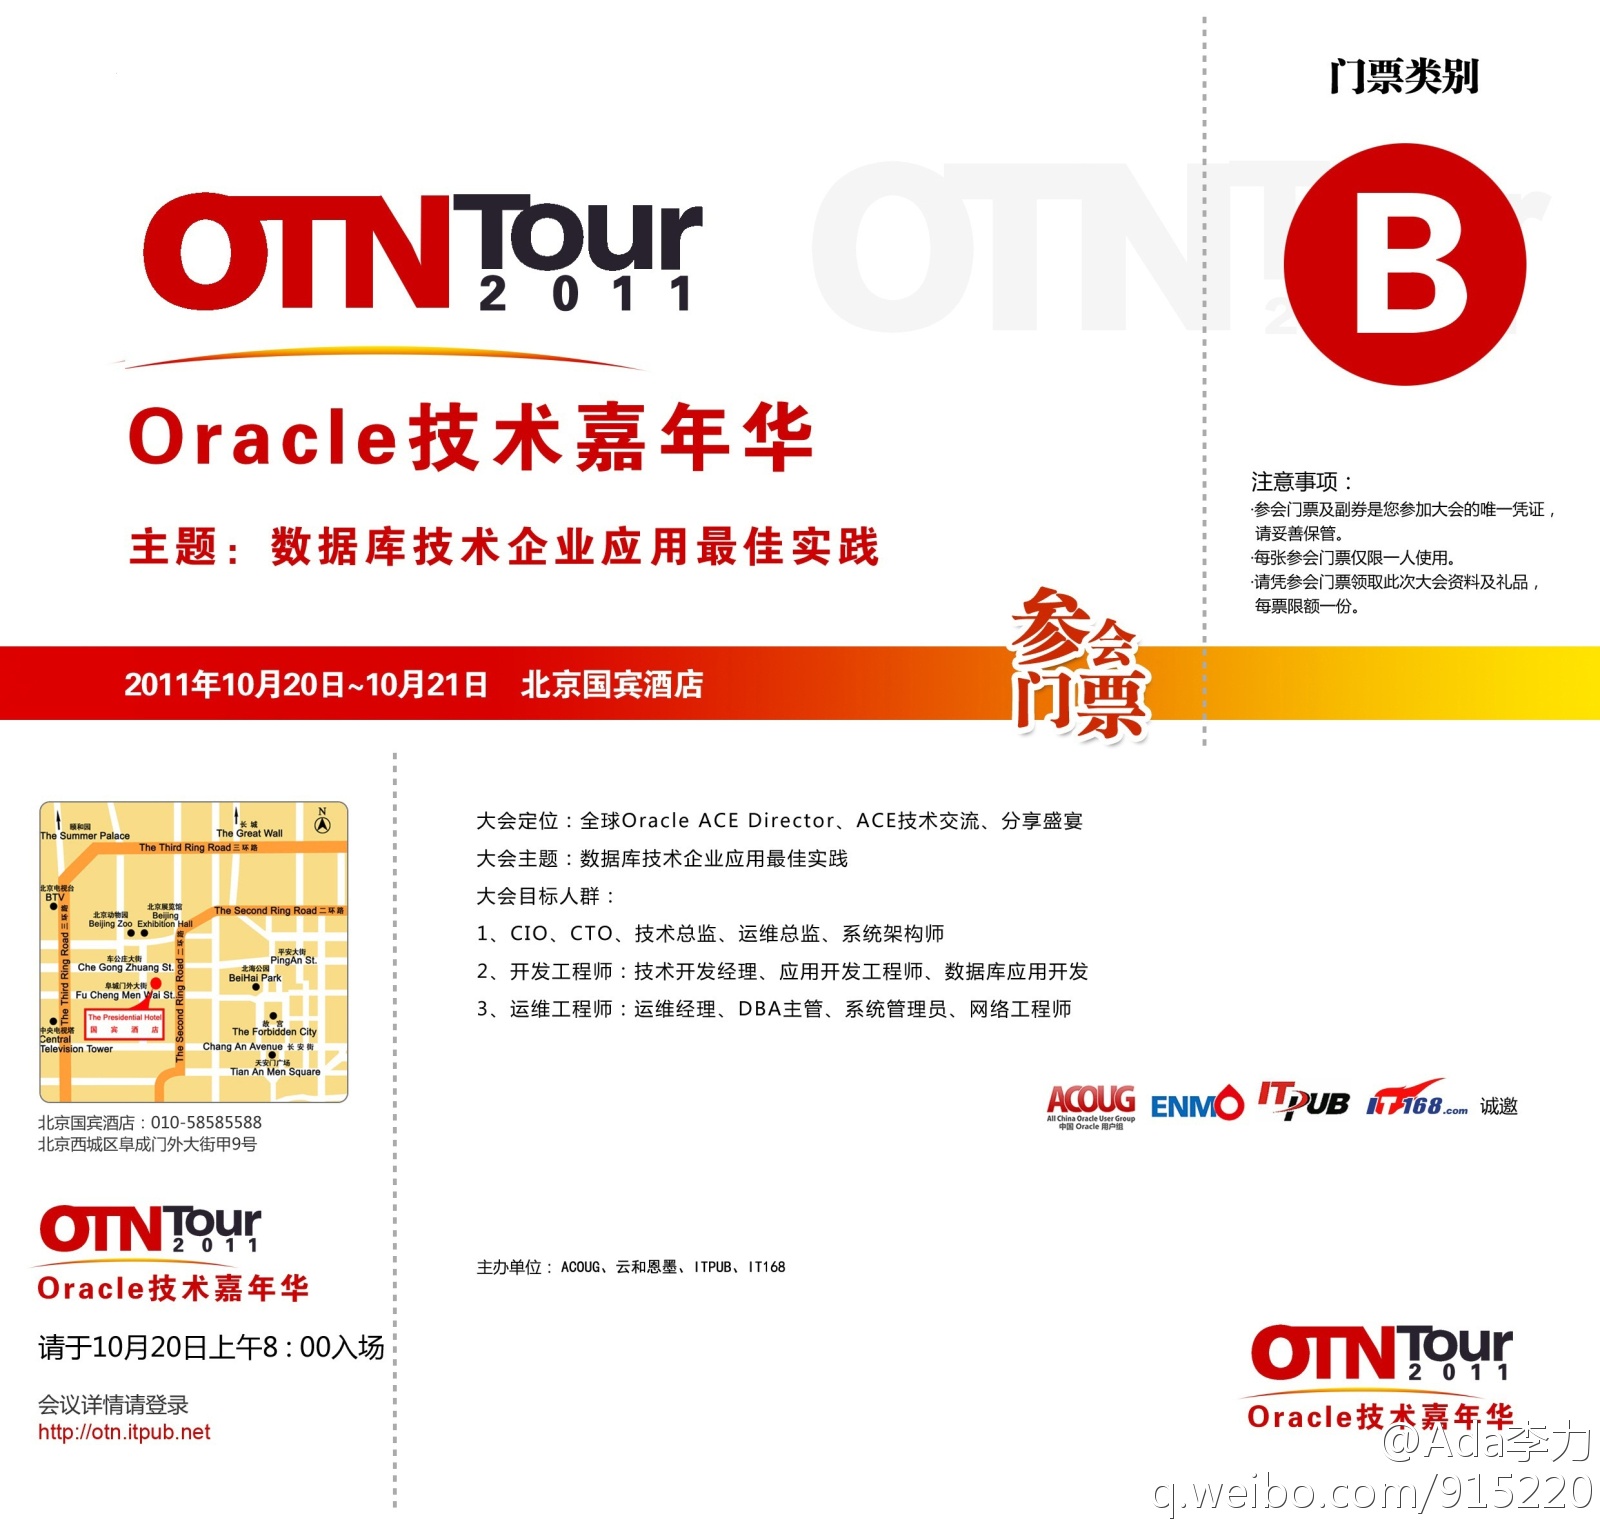 门票类别
B
OTN Tour
2011
Oracle技术嘉年华
主题：数据库技术企业应用最佳实践
注意事项：
·参会门票及副券是您参加大会的唯一凭证，
请妥善保管。
·每张参会门票仅限一人使用。
·请凭参会门票领取此次大会资料及礼品，
每票限额一份。
参会
门票
2011年10月20日~10月21日 北京国宾酒店
颐和园
The Summer Palace
长城
The Great Wall
N
The Third Ring Road 三环路
北京电视台
BTV
北京动物园
Beijing Zoo
北京展览馆
Beijing
Exhibition Hall
The Second Ring Road 二环路
The Third Ring Road 三环路
The Second Ring Road 二环路
车公庄大街
Che Gong Zhuang St.
平安大街
PingAn St.
北海公园
BeiHai Park
阜城门外大街
Fu Cheng Men Wai St.
The Presidential Hotel
国宾酒店
故宫
The Forbidden City
中央电视塔
Central
Television Tower
Chang An Avenue 长安街
天安门广场
Tian An Men Square
北京国宾酒店：010-58585588
北京西城区阜成门外大街甲9号
OTN Tour
2011
Oracle技术嘉年华
请于10月20日上午8：00入场
会议详情请登录
http://otn.itpub.net
大会定位：全球Oracle ACE Director、ACE技术交流、分享盛宴
大会主题：数据库技术企业应用最佳实践
大会目标人群：
1、CIO、CTO、技术总监、运维总监、系统架构师
2、开发工程师：技术开发经理、应用开发工程师、数据库应用开发
3、运维工程师：运维经理、DBA主管、系统管理员、网络工程师
ACOUG
All China Oracle User Group
中国 Oracle 用户组
ENMO
ITPUB
IT168.com
诚邀
主办单位：ACOUG、云和恩墨、ITPUB、IT168
OTN Tour
2011
Oracle技术嘉年华
@Ada李力
q.weibo.com/915220